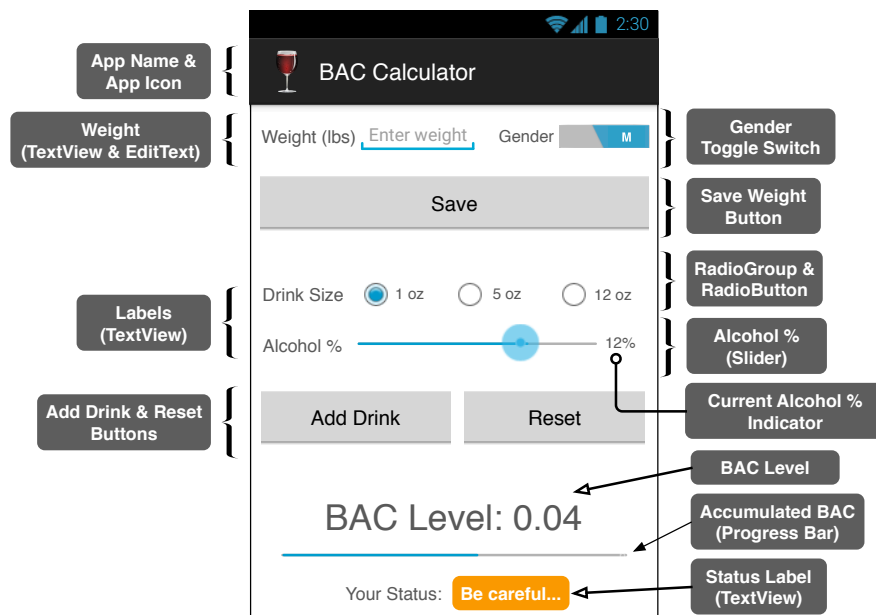 2:30
App Name &
App Icon
BAC Calculator
Weight
(TextView & EditText)
Weight (lbs)
Enter weight
Gender
M
Gender
Toggle Switch
Save
Save Weight
Button
RadioGroup &
RadioButton
Labels
(TextView)
Drink Size
1 oz
5 oz
12 oz
Alcohol %
12%
Alcohol %
(Slider)
Add Drink & Reset
Buttons
Add Drink
Reset
Current Alcohol %
Indicator
BAC Level
BAC Level: 0.04
Accumulated BAC
(Progress Bar)
Your Status:
Be careful...
Status Label
(TextView)